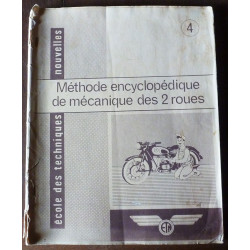 4
Méthode encyclopédique
de mécanique des 2 roues
école des techniques nouvelles
ETN